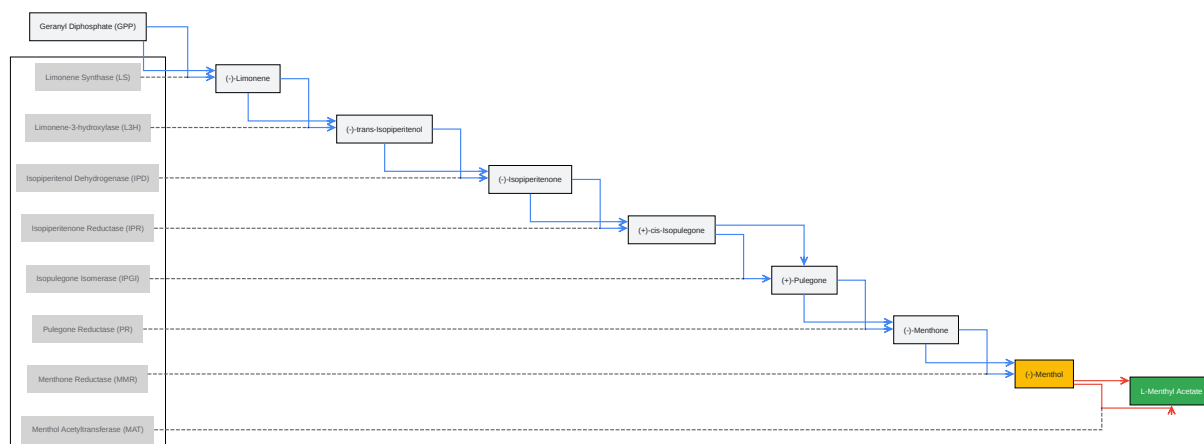 Geranyl Diphosphate (GPP)
Limonene Synthase (LS)
(-)-Limonene
Limonene-3-hydroxylase (L3H)
(-)-trans-Isopiperitenol
Isopiperitenol Dehydrogenase (IPD)
(-)-Isopiperitenone
Isopiperitenone Reductase (IPR)
(+)-cis-Isopulegone
Isopulegone Isomerase (IPGI)
(+)-Pulegone
Pulegone Reductase (PR)
(-)-Menthone
Menthone Reductase (MMR)
(-)-Menthol
L-Menthyl Acetate
Menthol Acetyltransferase (MAT)